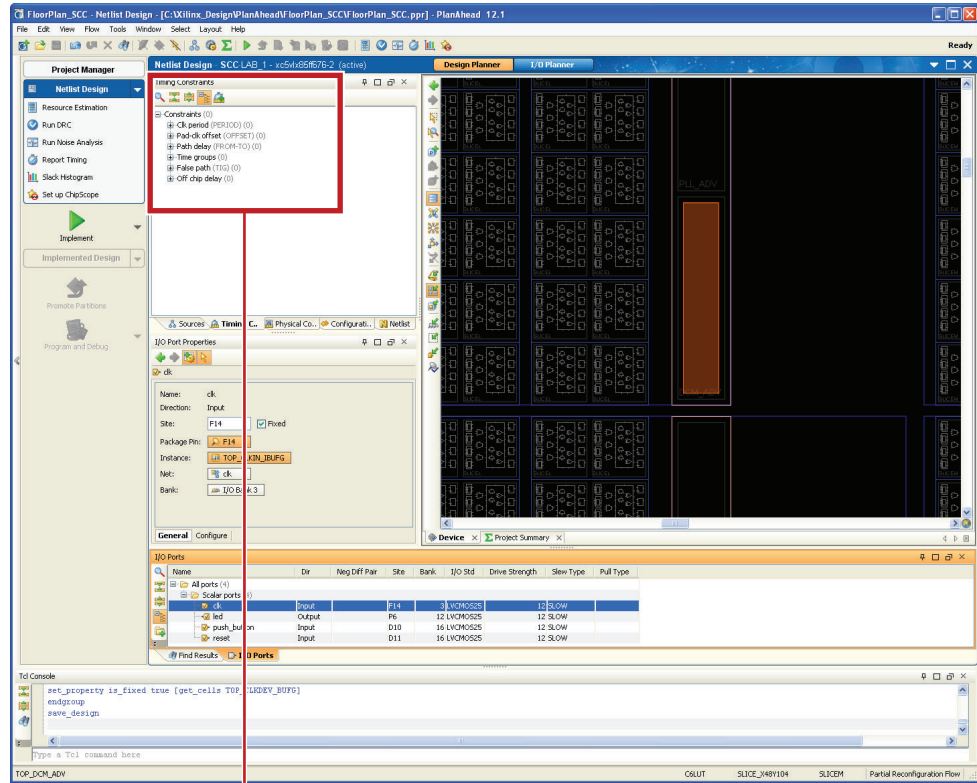 FloorPlan_SCC - Netlist Design - [C:\Xilinx_Design\PlanAhead\FloorPlan_SCC\FloorPlan_SCC.ppr] - PlanAhead 12.1
File Edit View Flow Tools Window Select Layout Help
Ready
Project Manager
Netlist Design
Resource Estimation
Run DRC
Run Noise Analysis
Report Timing
Slack Histogram
Set up ChipScope
Implement
Implemented Design
Promote Partitions
Program and Debug
Netlist Design - SCC LAB_1 - xc5vlx85ff676-2 (active)
Design Planner I/O Planner
Timing Constraints
Constraints (0)
Clk period (PERIOD) (0)
Pad-clk offset (OFFSET) (0)
Path delay (FROM-TO) (0)
Time groups (0)
False path (TIG) (0)
Off chip delay (0)
Sources Timing C.. Physical Co.. Configurati.. Netlist
I/O Port Properties
clk
Name: clk
Direction: Input
Site: F14 Fixed
Package Pin: F14
Net: clk
Bank: I/O Bank 3
General Configure
PLL_ADV
DCM_ADV
Device Project Summary
I/O Ports
Name Dir Neg Diff Pair Site Bank I/O Std Drive Strength Slew Type Pull Type
All ports (4)
Scalar ports (4)
clk Input F14 3 LVCMOS25 12 SLOW
led Output P6 12 LVCMOS25 12 SLOW
push_button Input D10 16 LVCMOS25 12 SLOW
reset Input D11 16 LVCMOS25 12 SLOW
Find Results I/O Ports
Tcl Console
set_property is_fixed true [get_cells TOP_CLKDEV_BUFG]
endgroup
save_design
Type a Tcl command here
TOP_DCM_ADV C6LUT SLICE_X48Y104 SLICEM Partial Reconfiguration Flow